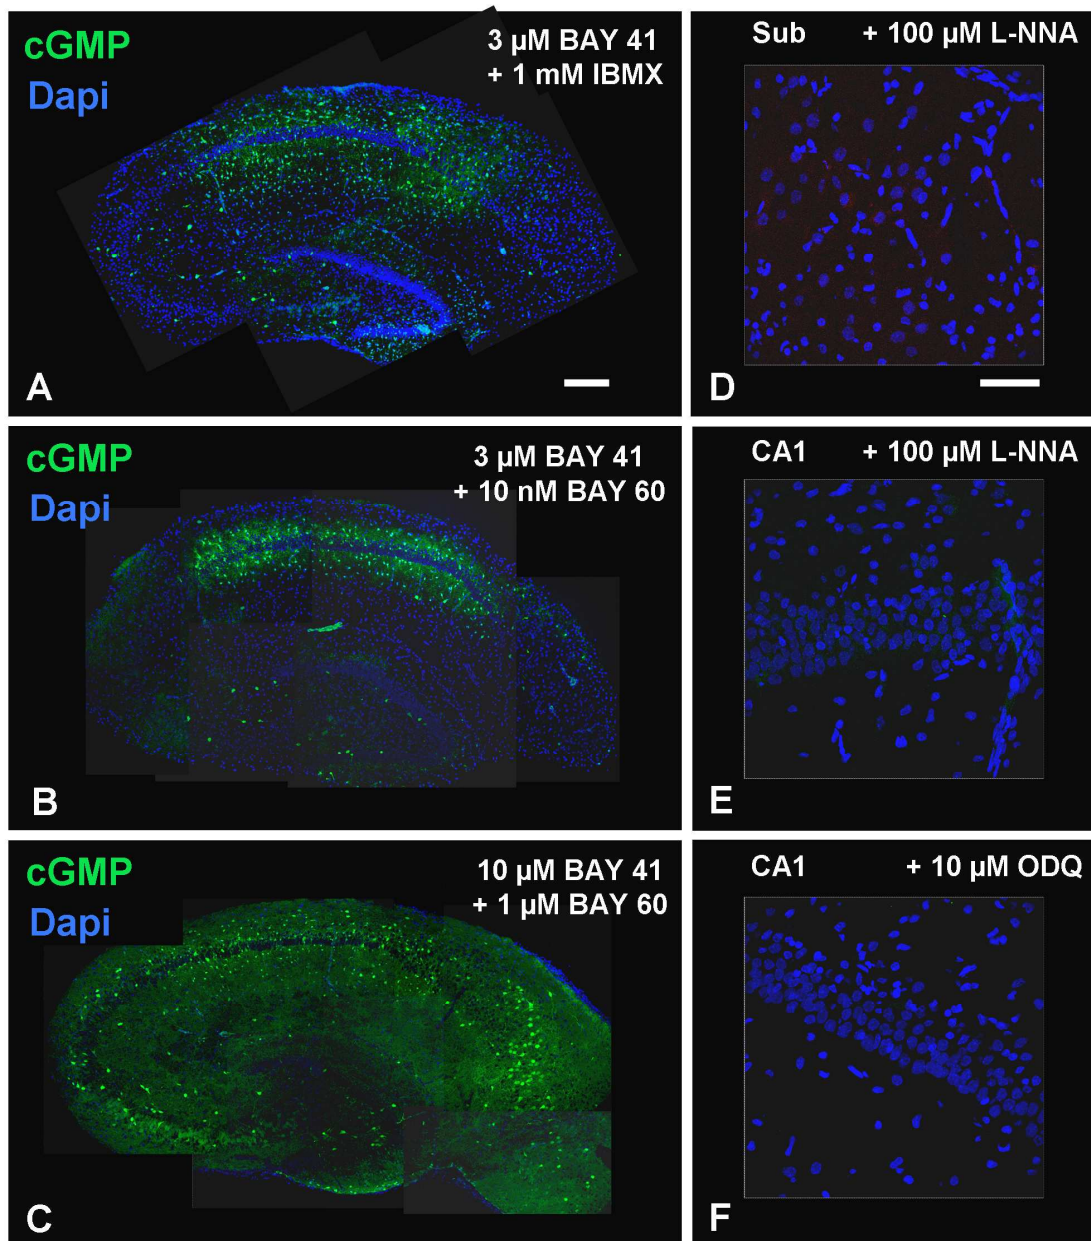 cGMP
Dapi
3 µM BAY 41
+ 1 mM IBMX
A
Sub + 100 µM L-NNA
D
cGMP
Dapi
3 µM BAY 41
+ 10 nM BAY 60
B
CA1 + 100 µM L-NNA
E
cGMP
Dapi
10 µM BAY 41
+ 1 µM BAY 60
C
CA1 + 10 µM ODQ
F